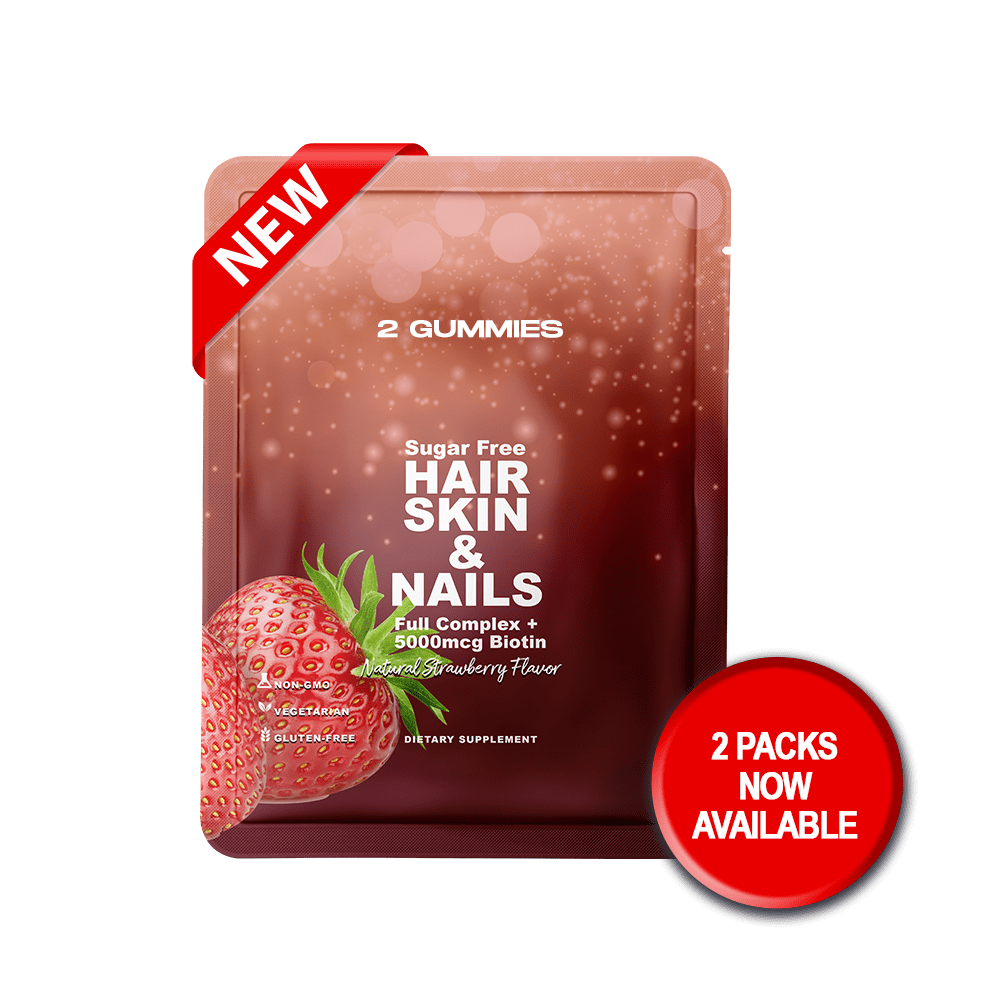 NEW
2 GUMMIES
Sugar Free
HAIR
SKIN
&
NAILS
Full Complex +
5000mcg Biotin
Natural Strawberry Flavor
NON-GMO
VEGETARIAN
GLUTEN-FREE
DIETARY SUPPLEMENT
2 PACKS
NOW
AVAILABLE